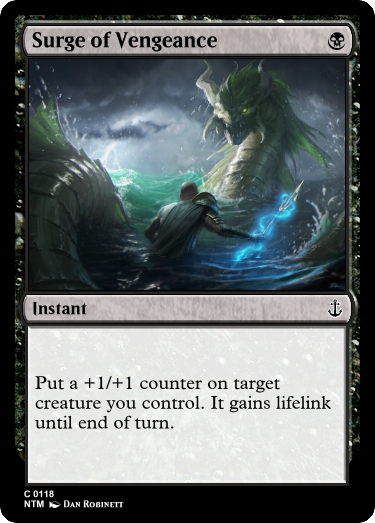 Surge of Vengeance
Instant
Put a +1/+1 counter on target
creature you control. It gains lifelink
until end of turn.
C 0118
NTM Dan Robinett